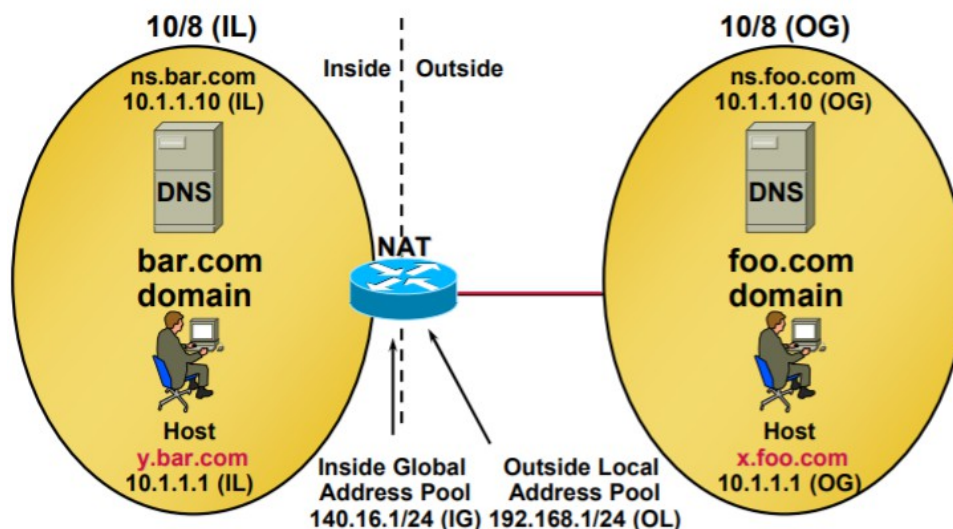 10/8 (IL)
ns.bar.com
10.1.1.10 (IL)
DNS
bar.com
domain
Host
y.bar.com
10.1.1.1 (IL)
Inside
Outside
NAT
Inside Global
Address Pool
140.16.1/24 (IG)
Outside Local
Address Pool
192.168.1/24 (OL)
10/8 (OG)
ns.foo.com
10.1.1.10 (OG)
DNS
foo.com
domain
Host
x.foo.com
10.1.1.1 (OG)